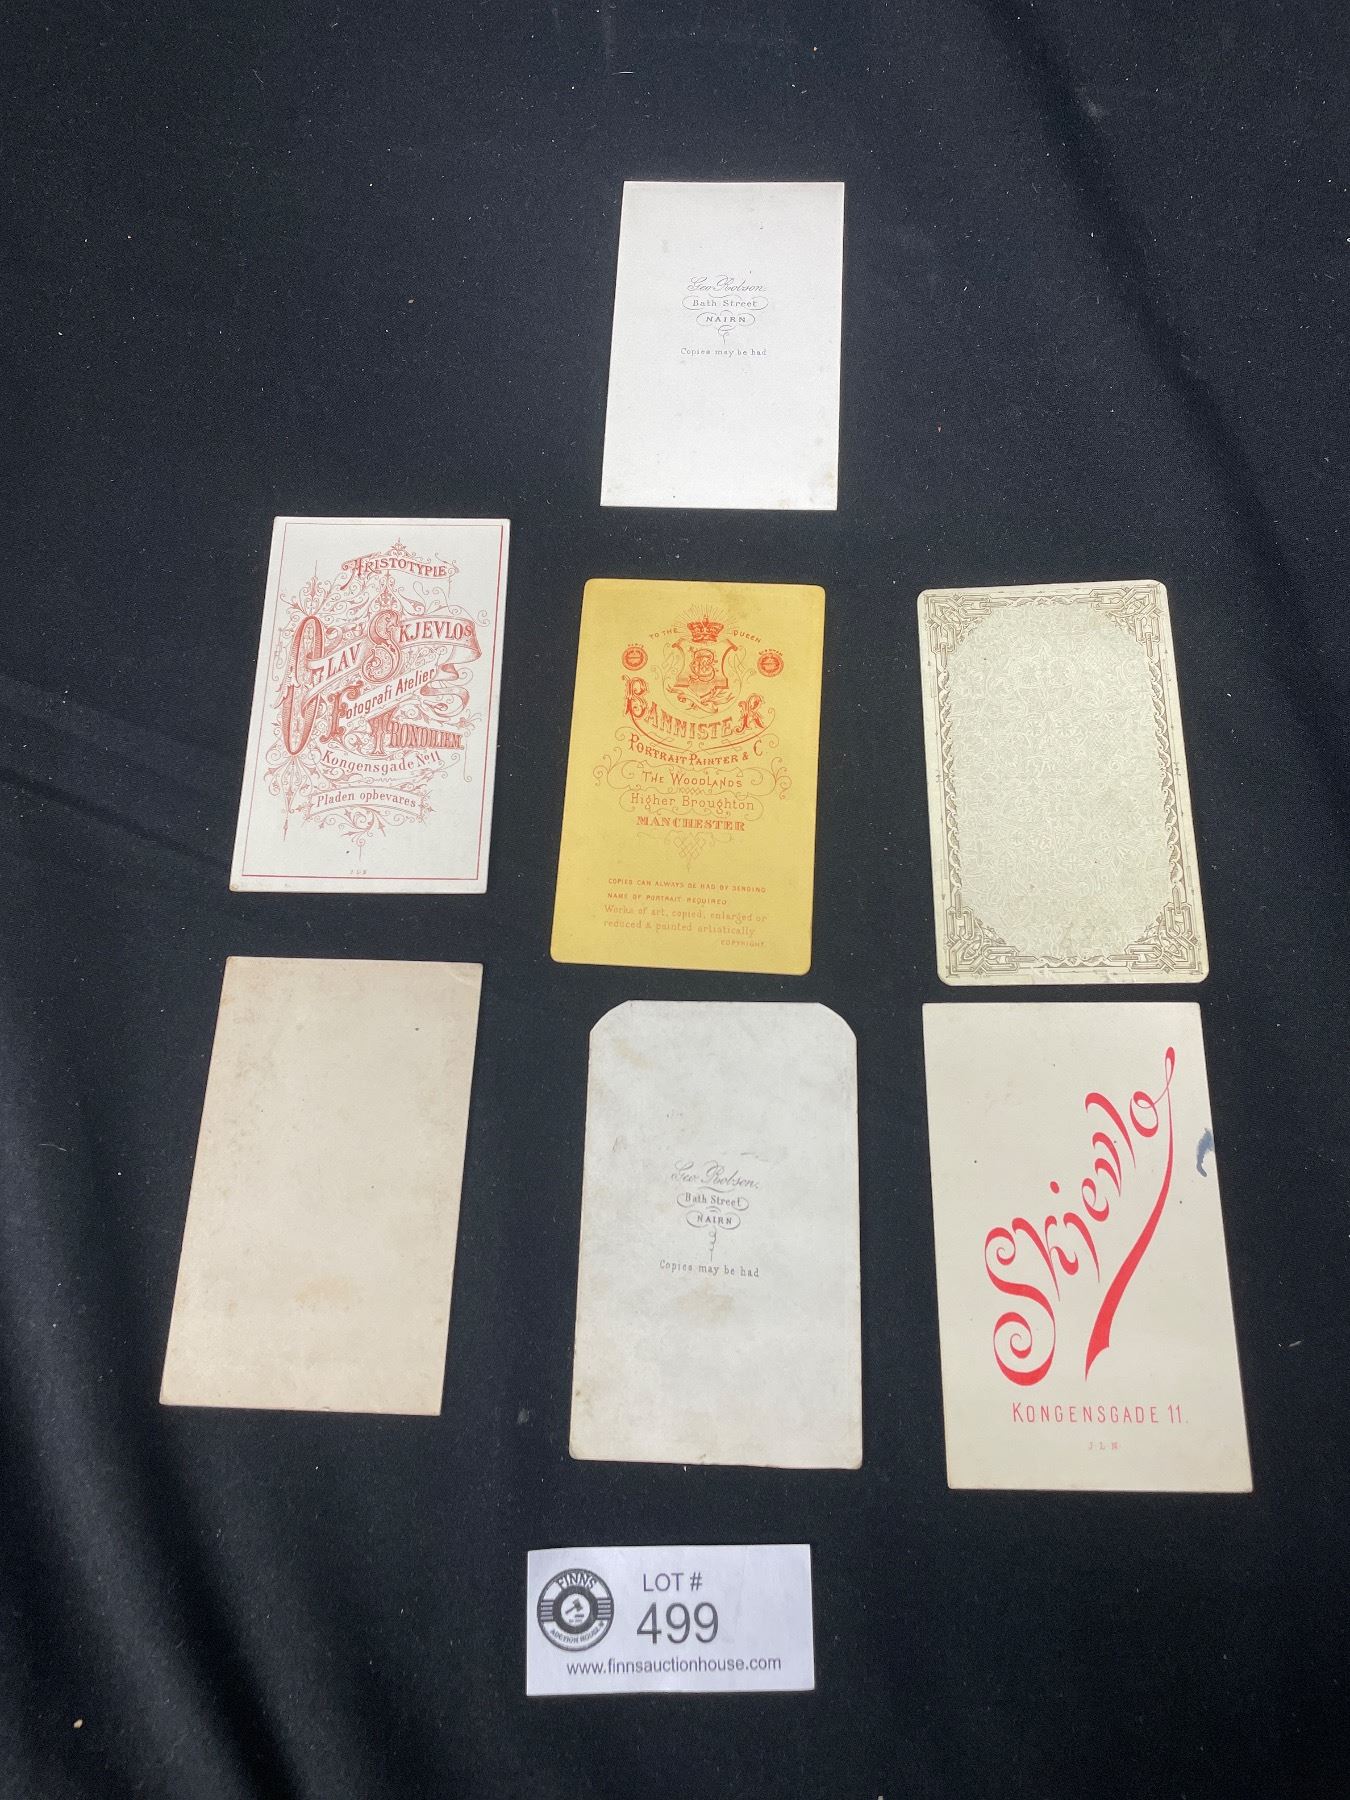 Geo. Robson.
Bath Street
NAIRN
Copies may be had
ARISTOTYPIE
OLAV SKJEVLOS
Fotografi Atelier
TRONDHJEM.
Kongensgade No 11
Pladen opbevares
J L N
TO THE QUEEN
BANNISTER
PORTRAIT PAINTER & C
THE WOODLANDS
Higher Broughton
MANCHESTER
COPIES CAN ALWAYS BE HAD BY SENDING
NAME OF PORTRAIT REQUIRED.
Works of art, copied, enlarged or
reduced & painted artistically
COPYRIGHT.
Geo. Robson.
Bath Street
NAIRN
Copies may be had
Skjevlo
KONGENSGADE 11.
J L N
FINNS
AUCTION HOUSE
LOT #
499
www.finnsauctionhouse.com